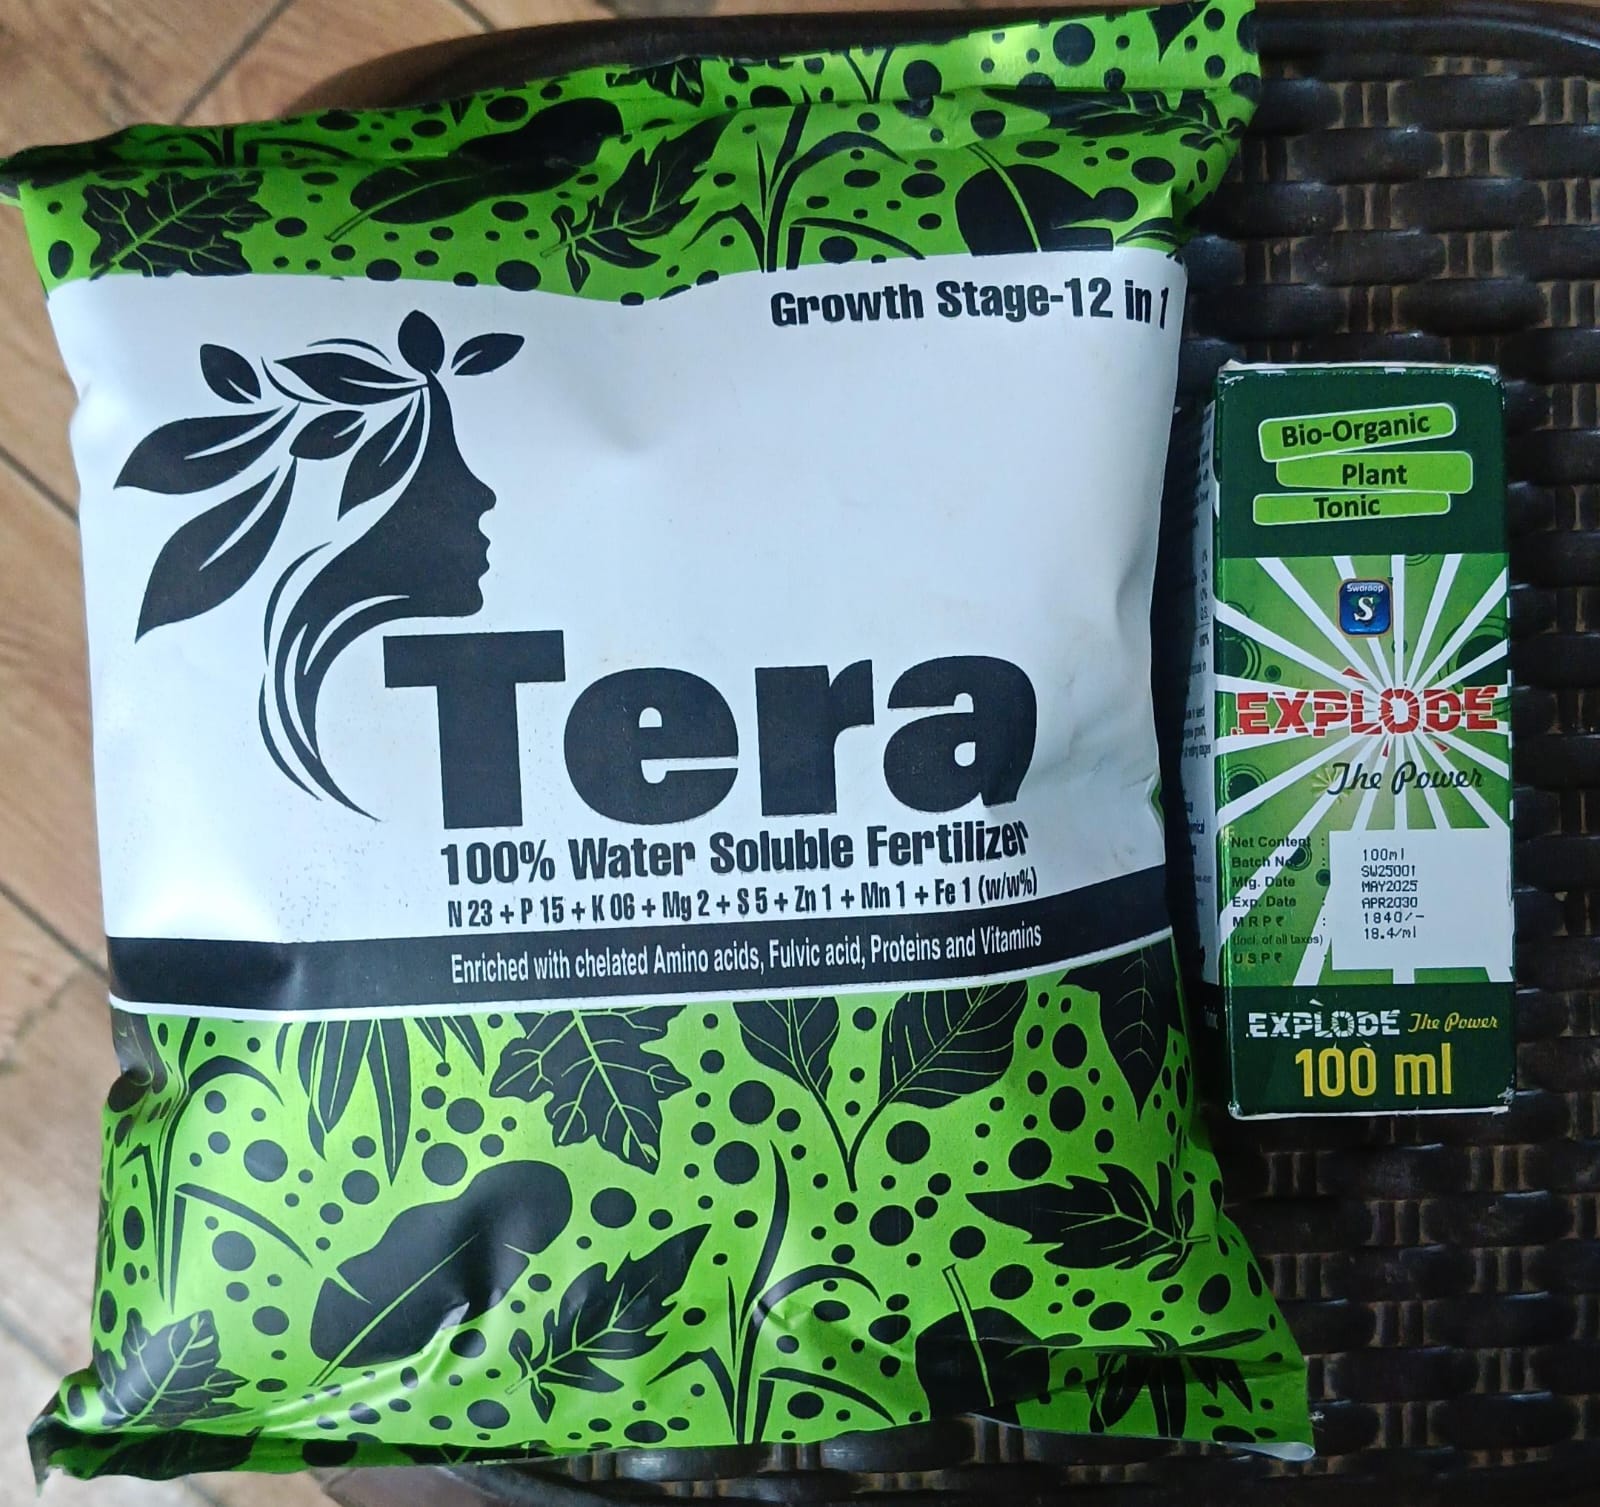 Growth Stage-12 in 1
Tera
100% Water Soluble Fertilizer
N 23 + P 15 + K 06 + Mg 2 + S 5 + Zn 1 + Mn 1 + Fe 1 (w/w%)
Enriched with chelated Amino acids, Fulvic acid, Proteins and Vitamins
Bio-Organic
Plant
Tonic
Swaroop
S
EXPLODE
The Power
Net Content : 100ml
Batch No. : SW25001
Mfg. Date : MAY2025
Exp. Date : APR2030
M R P ₹ : 1840/-
(Incl. of all taxes) 18.4/ml
U S P ₹ :
EXPLODE The Power
100 ml